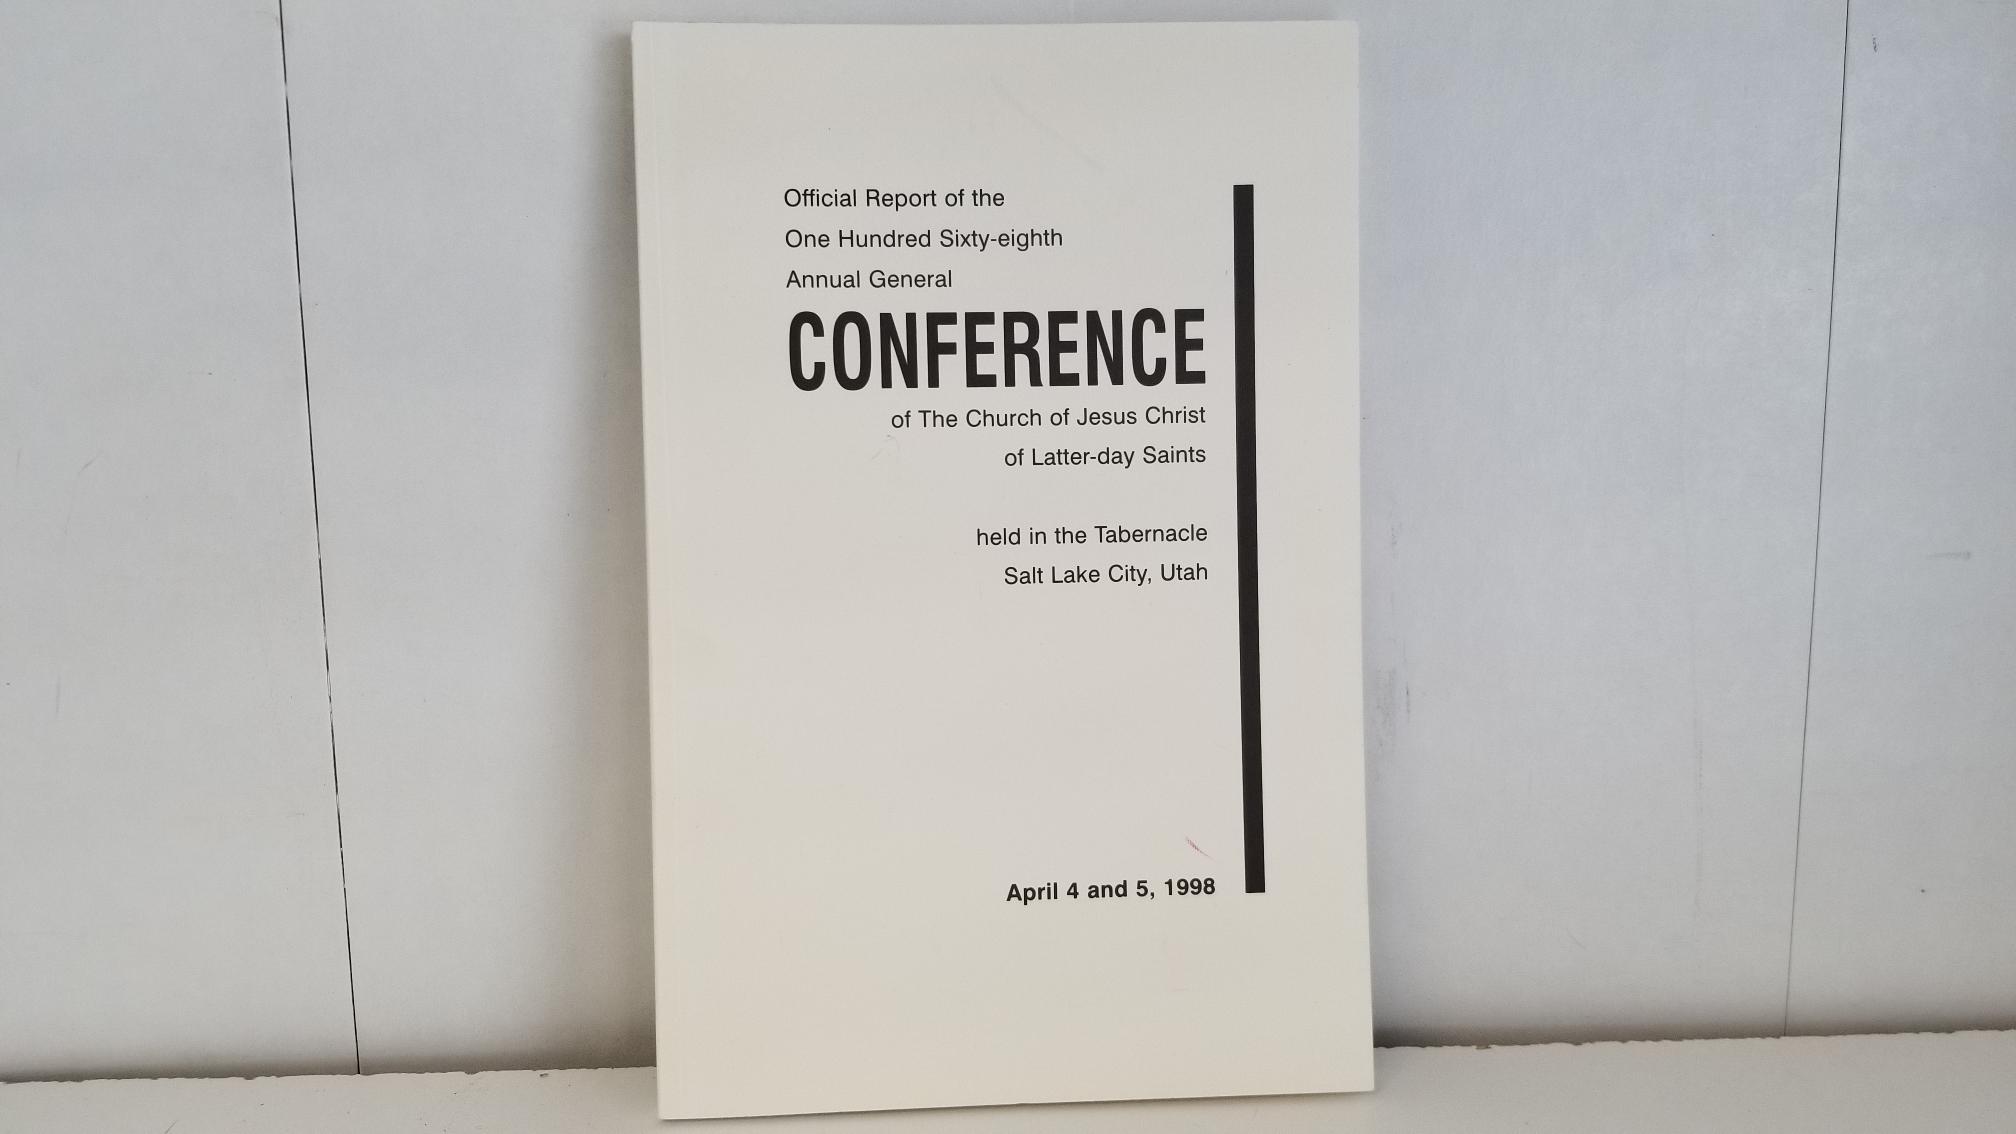 Official Report of the
One Hundred Sixty-eighth
Annual General
CONFERENCE
of The Church of Jesus Christ
of Latter-day Saints
held in the Tabernacle
Salt Lake City, Utah
April 4 and 5, 1998